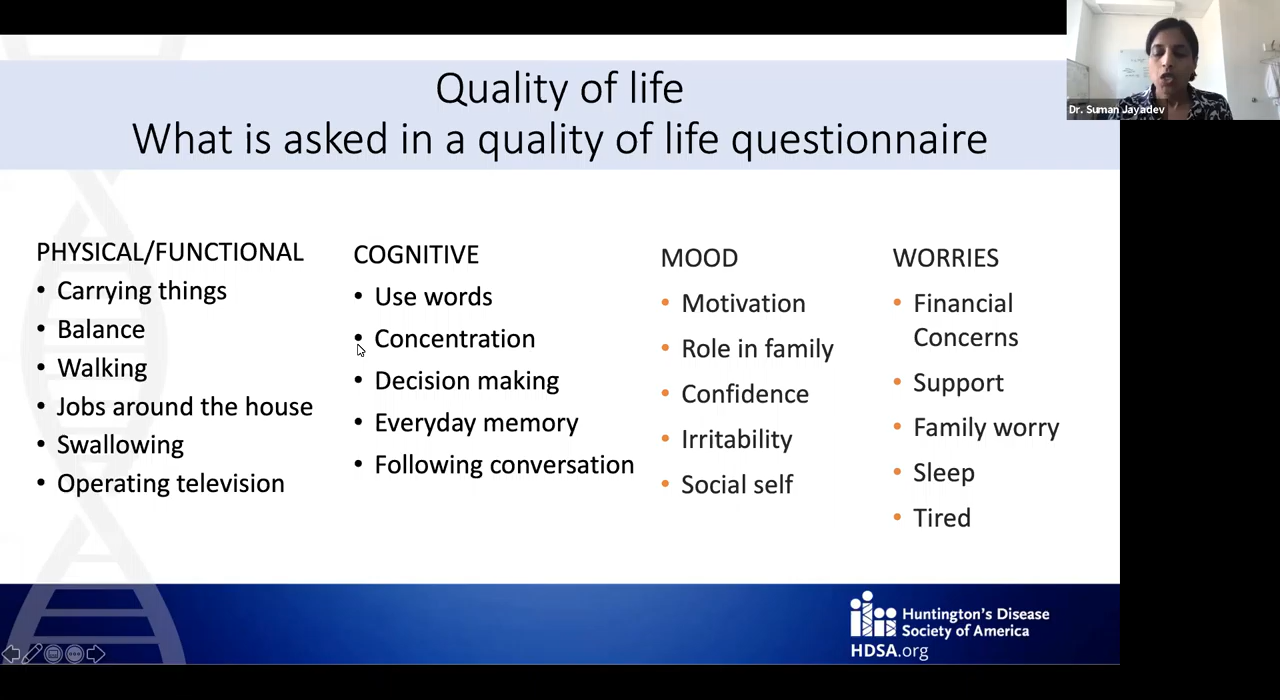 Quality of life
What is asked in a quality of life questionnaire
Dr. Suman Jayadev
PHYSICAL/FUNCTIONAL
• Carrying things
• Balance
• Walking
• Jobs around the house
• Swallowing
• Operating television
COGNITIVE
• Use words
• Concentration
• Decision making
• Everyday memory
• Following conversation
MOOD
• Motivation
• Role in family
• Confidence
• Irritability
• Social self
WORRIES
• Financial
Concerns
• Support
• Family worry
• Sleep
• Tired
Huntington's Disease
Society of America
HDSA.org